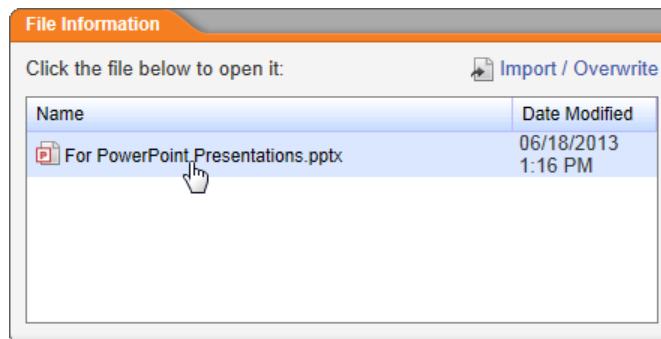 File Information
Click the file below to open it:
Import / Overwrite
Name
Date Modified
For PowerPoint Presentations.pptx
06/18/2013
1:16 PM